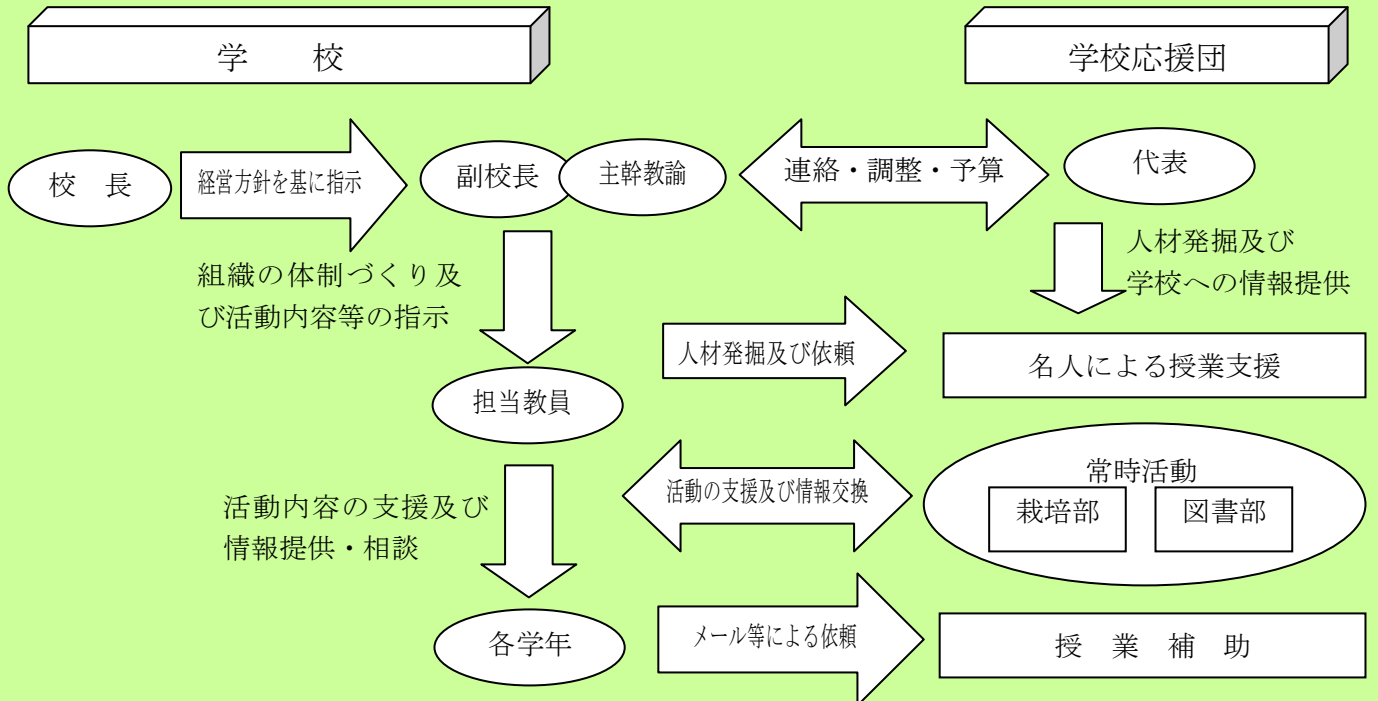 学　校
学校応援団
校　長
経営方針を基に指示
副校長
主幹教諭
連絡・調整・予算
代表
組織の体制づくり及
び活動内容等の指示
人材発掘及び
学校への情報提供
人材発掘及び依頼
名人による授業支援
担当教員
活動内容の支援及び
情報提供・相談
活動の支援及び情報交換
常時活動
栽培部
図書部
各学年
メール等による依頼
授　業　補　助